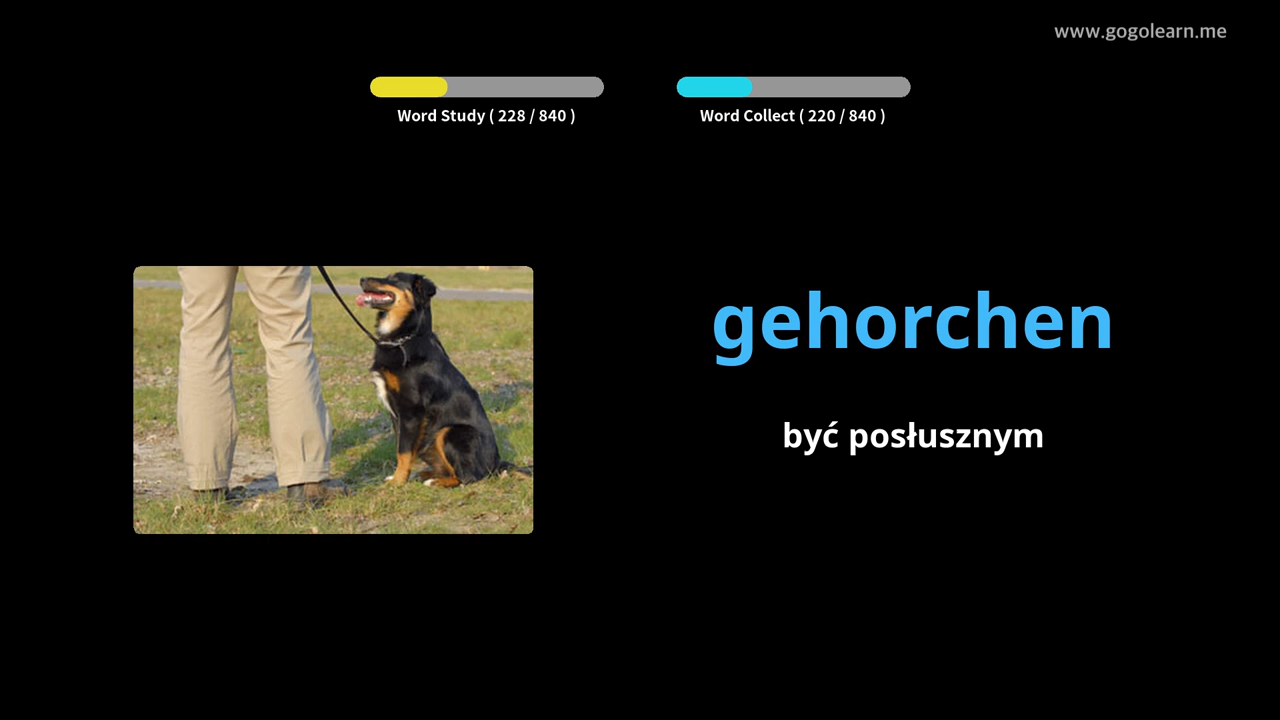 www.gogolearn.me
Word Study ( 228 / 840 )
Word Collect ( 220 / 840 )
gehorchen
być posłusznym